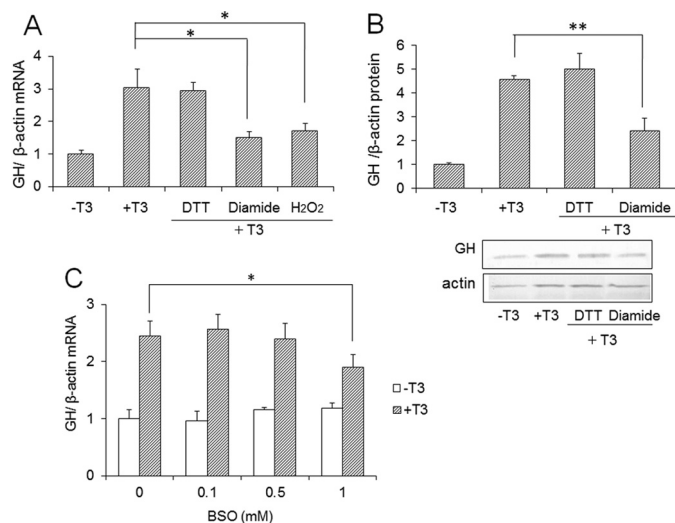 A
GH/ β-actin mRNA
5
4
3
2
1
0
*
*
-T3
+T3
DTT
Diamide
H2O2
+ T3
B
GH /β-actin protein
6
5
4
3
2
1
0
**
-T3
+T3
DTT
Diamide
+ T3
GH
actin
-T3
+T3
DTT Diamide
+ T3
C
GH/ β-actin mRNA
3
2
1
0
*
0
0.1
0.5
1
BSO (mM)
-T3
+T3